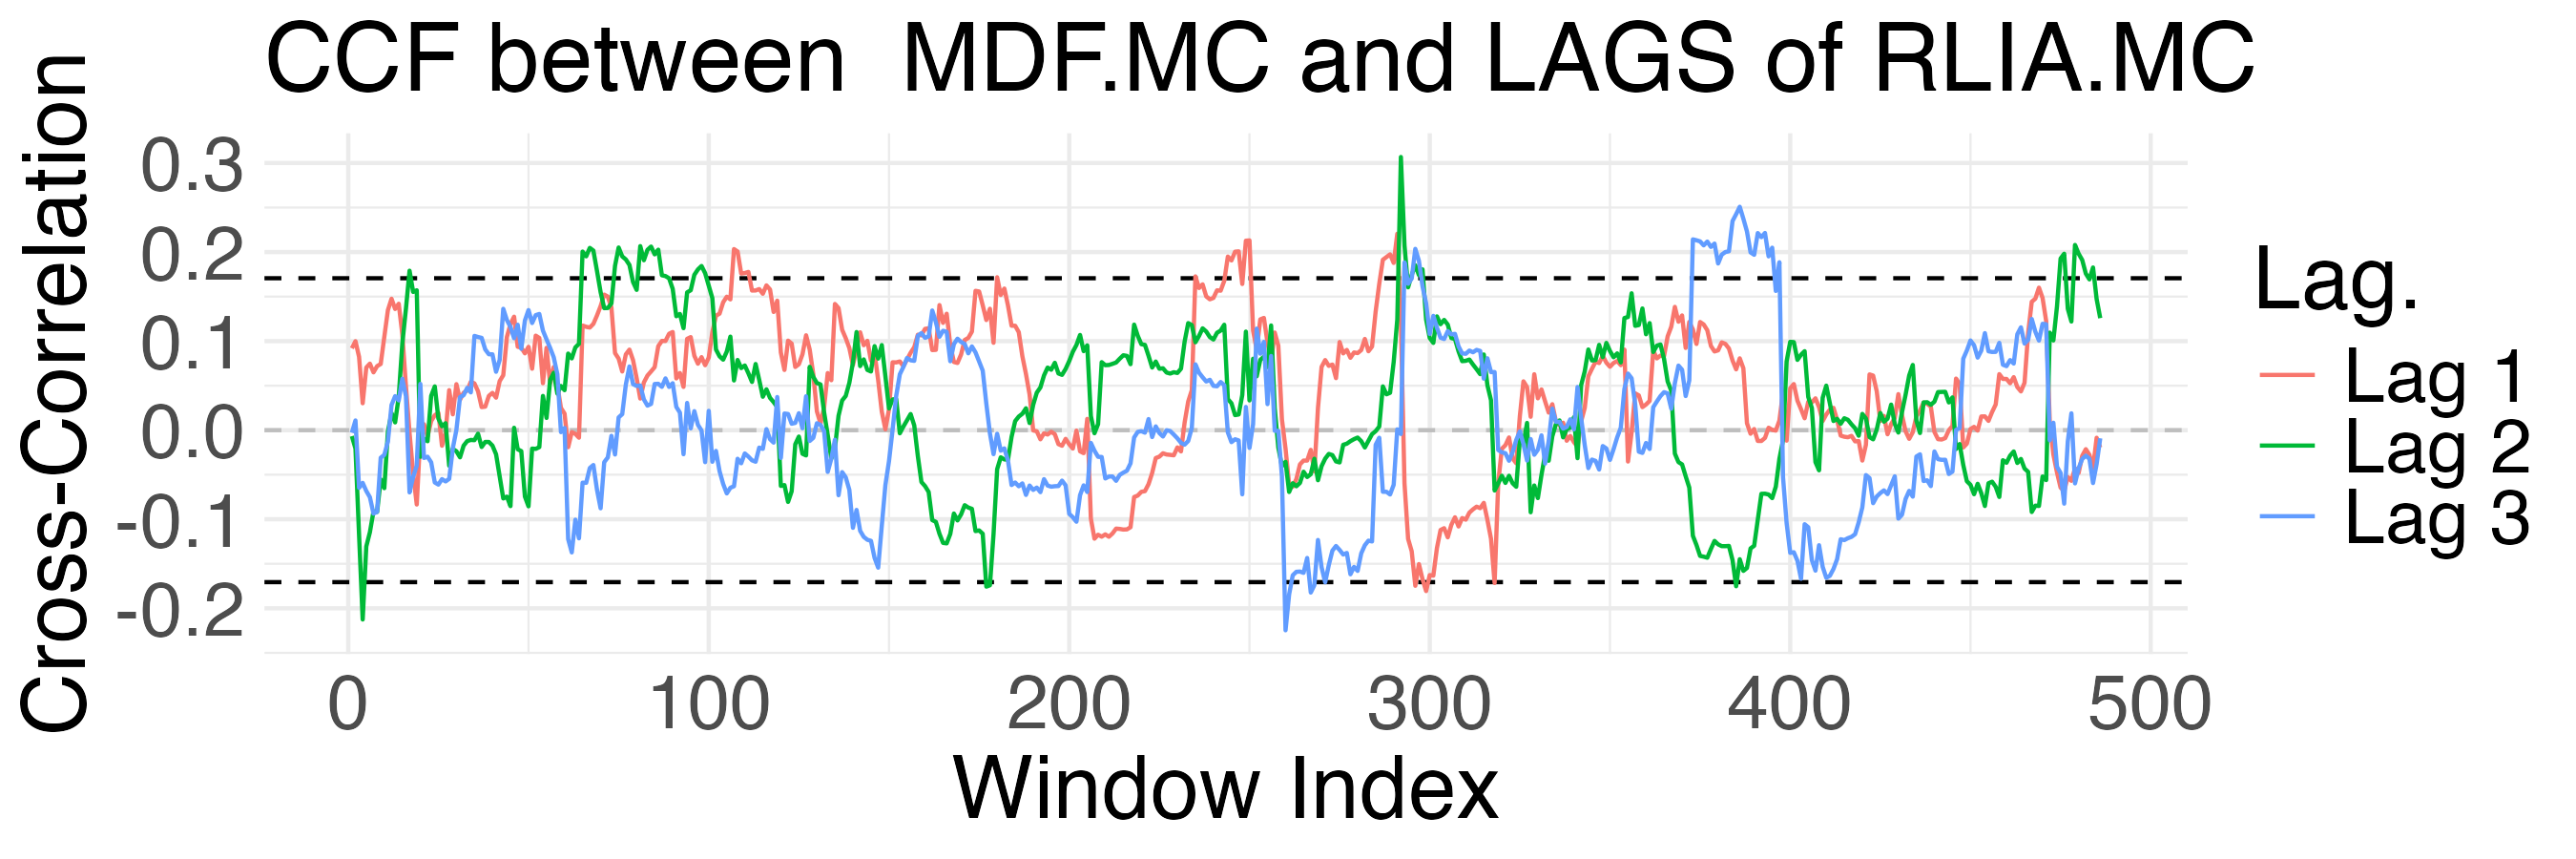 CCF between  MDF.MC and LAGS of RLIA.MC
Cross-Correlation
0.3
0.2
0.1
0.0
-0.1
-0.2
0 100 200 300 400 500
Window Index
Lag.
Lag 1
Lag 2
Lag 3